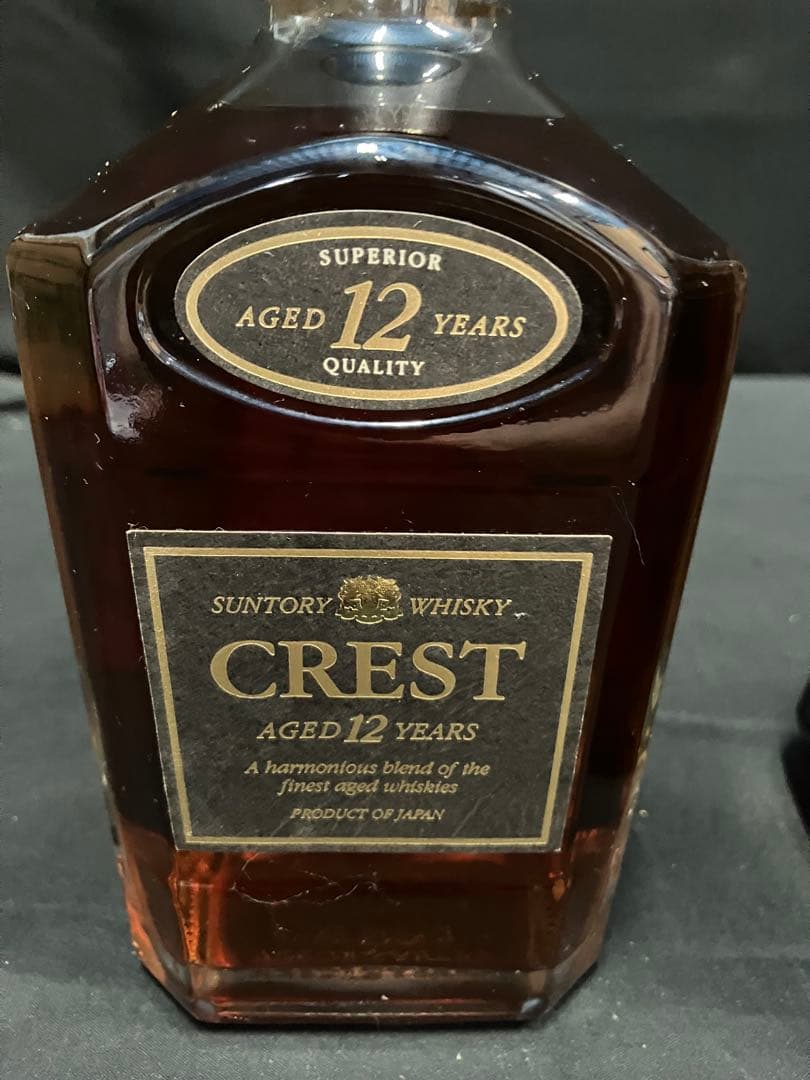 SUPERIOR
AGED 12 YEARS
QUALITY
SUNTORY WHISKY
CREST
AGED 12 YEARS
A harmonious blend of the
finest aged whiskies
PRODUCT OF JAPAN